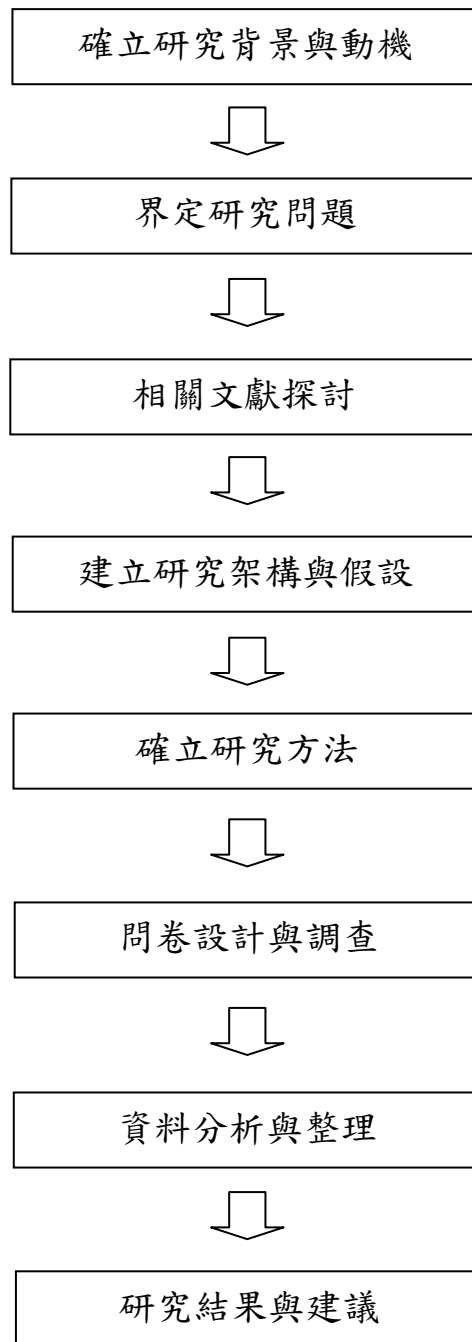 確立研究背景與動機
界定研究問題
相關文獻探討
建立研究架構與假設
確立研究方法
問卷設計與調查
資料分析與整理
研究結果與建議